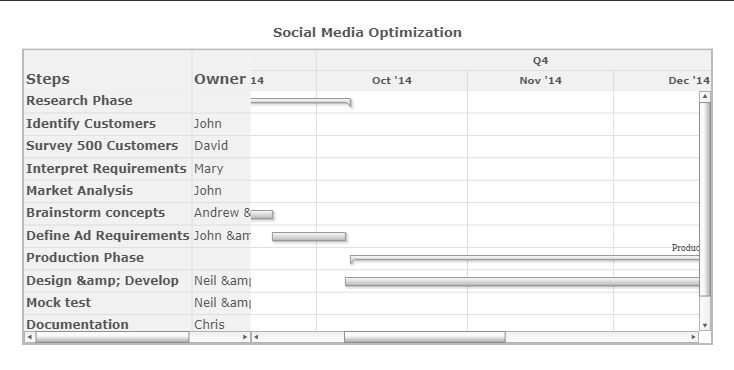 Social Media Optimization
Q4
Steps Owner 14 Oct '14 Nov '14 Dec '14
Research Phase
Identify Customers John
Survey 500 Customers David
Interpret Requirements Mary
Market Analysis John
Brainstorm concepts Andrew &
Define Ad Requirements John &am
Produc
Production Phase
Design &amp; Develop Neil &amp
Mock test Neil &amp
Documentation Chris